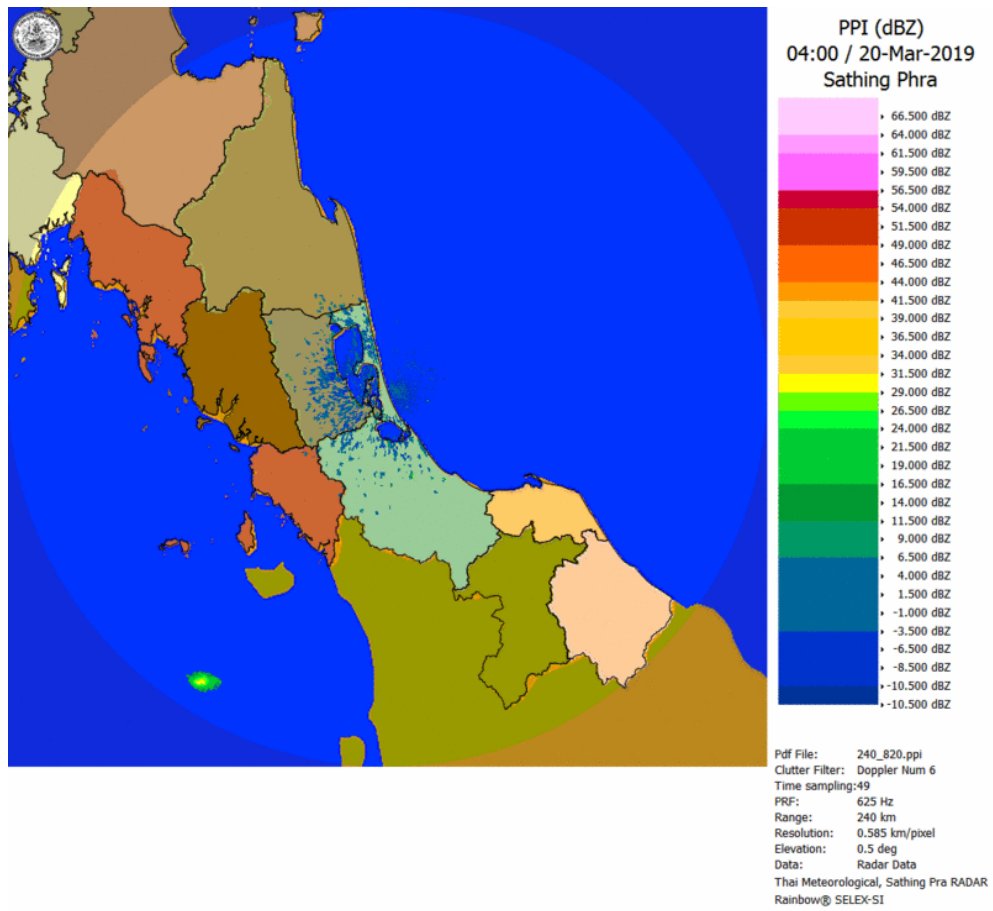 PPI (dBZ)
04:00 / 20-Mar-2019
Sathing Phra
66.500 dBZ
64.000 dBZ
61.500 dBZ
59.500 dBZ
56.500 dBZ
54.000 dBZ
51.500 dBZ
49.000 dBZ
46.500 dBZ
44.000 dBZ
41.500 dBZ
39.000 dBZ
36.500 dBZ
34.000 dBZ
31.500 dBZ
29.000 dBZ
26.500 dBZ
24.000 dBZ
21.500 dBZ
19.000 dBZ
16.500 dBZ
14.000 dBZ
11.500 dBZ
9.000 dBZ
6.500 dBZ
4.000 dBZ
1.500 dBZ
-1.000 dBZ
-3.500 dBZ
-6.500 dBZ
-8.500 dBZ
-10.500 dBZ
-10.500 dBZ
Pdf File: 240_820.ppi
Clutter Filter: Doppler Num 6
Time sampling:49
PRF: 625 Hz
Range: 240 km
Resolution: 0.585 km/pixel
Elevation: 0.5 deg
Data: Radar Data
Thai Meteorological, Sathing Pra RADAR
Rainbow® SELEX-SI